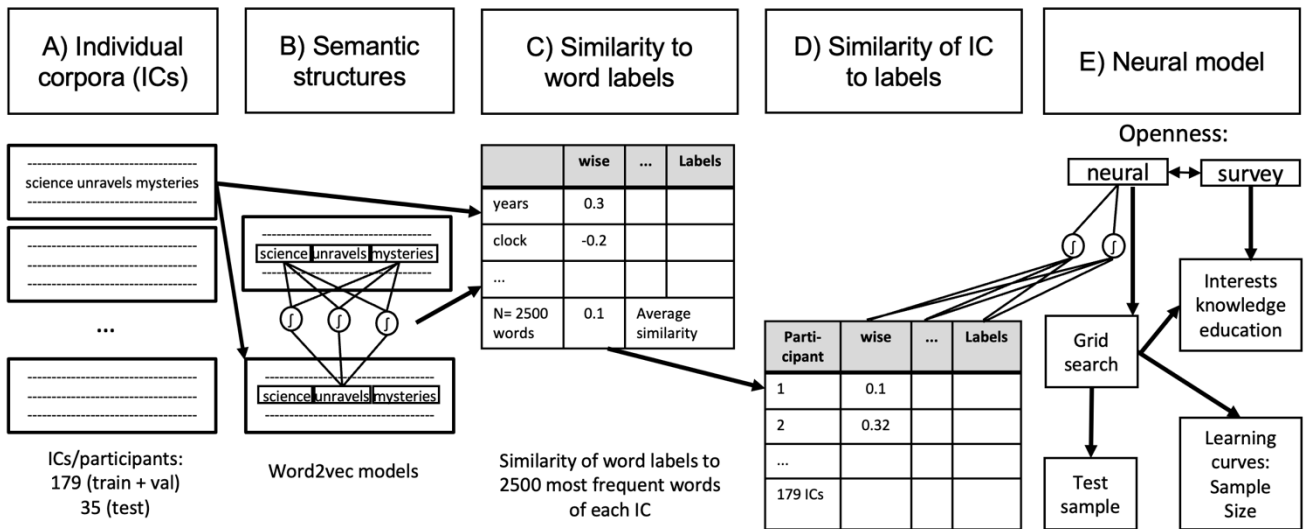 A) Individual
corpora (ICs)
B) Semantic
structures
C) Similarity to
word labels
D) Similarity of IC
to labels
E) Neural model
science unravels mysteries
...
ICs/participants:
179 (train + val)
35 (test)
science unravels mysteries
∫ ∫ ∫
science unravels mysteries
Word2vec models
wise ... Labels
years 0.3
clock -0.2
...
N= 2500
words 0.1 Average
similarity
Similarity of word labels to
2500 most frequent words
of each IC
Parti-
cipant wise ... Labels
1 0.1
2 0.32
...
179 ICs
Openness:
neural survey
∫ ∫
Interests
knowledge
education
Grid
search
Test
sample
Learning
curves:
Sample
Size